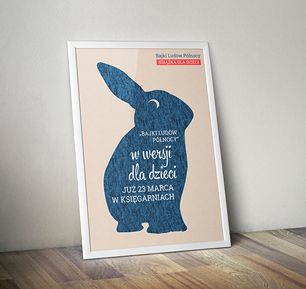 Bajki Ludów Północy
KSIĄŻKA DLA DZIECI
„BAJKI LUDÓW
PÓŁNOCY”
w wersji
dla dzieci
JUŻ 23 MARCA
W KSIĘGARNIACH